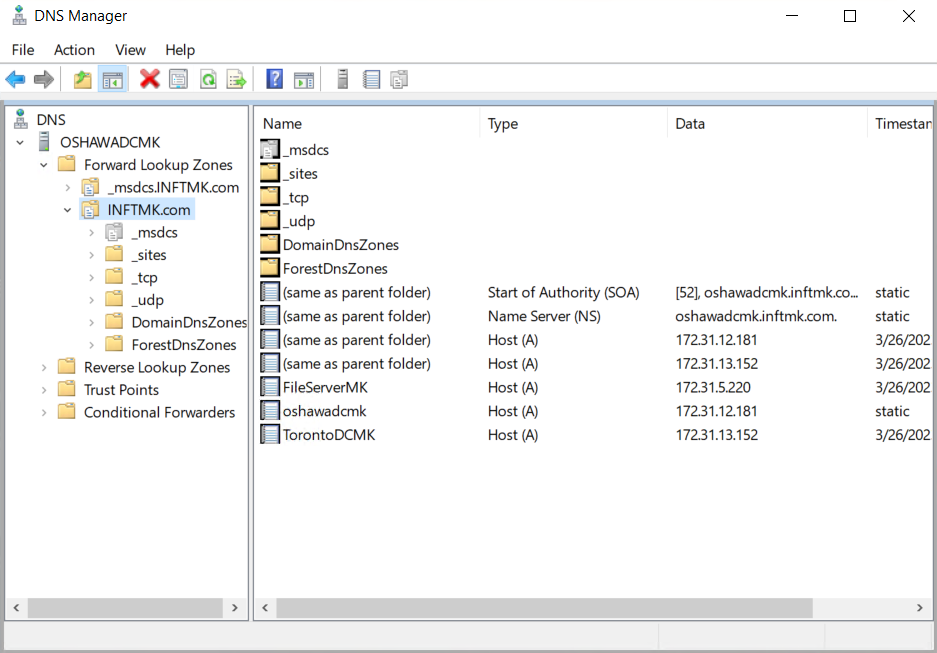 DNS Manager
File Action View Help
DNS
OSHAWADCMK
Forward Lookup Zones
_msdcs.INFTMK.com
INFTMK.com
_msdcs
_sites
_tcp
_udp
DomainDnsZones
ForestDnsZones
Reverse Lookup Zones
Trust Points
Conditional Forwarders
Name Type Data Timestan
_msdcs
_sites
_tcp
_udp
DomainDnsZones
ForestDnsZones
(same as parent folder) Start of Authority (SOA) [52], oshawadcmk.inftmk.co... static
(same as parent folder) Name Server (NS) oshawadcmk.inftmk.com. static
(same as parent folder) Host (A) 172.31.12.181 3/26/202
(same as parent folder) Host (A) 172.31.13.152 3/26/202
FileServerMK Host (A) 172.31.5.220 3/26/202
oshawadcmk Host (A) 172.31.12.181 static
TorontoDCMK Host (A) 172.31.13.152 3/26/202